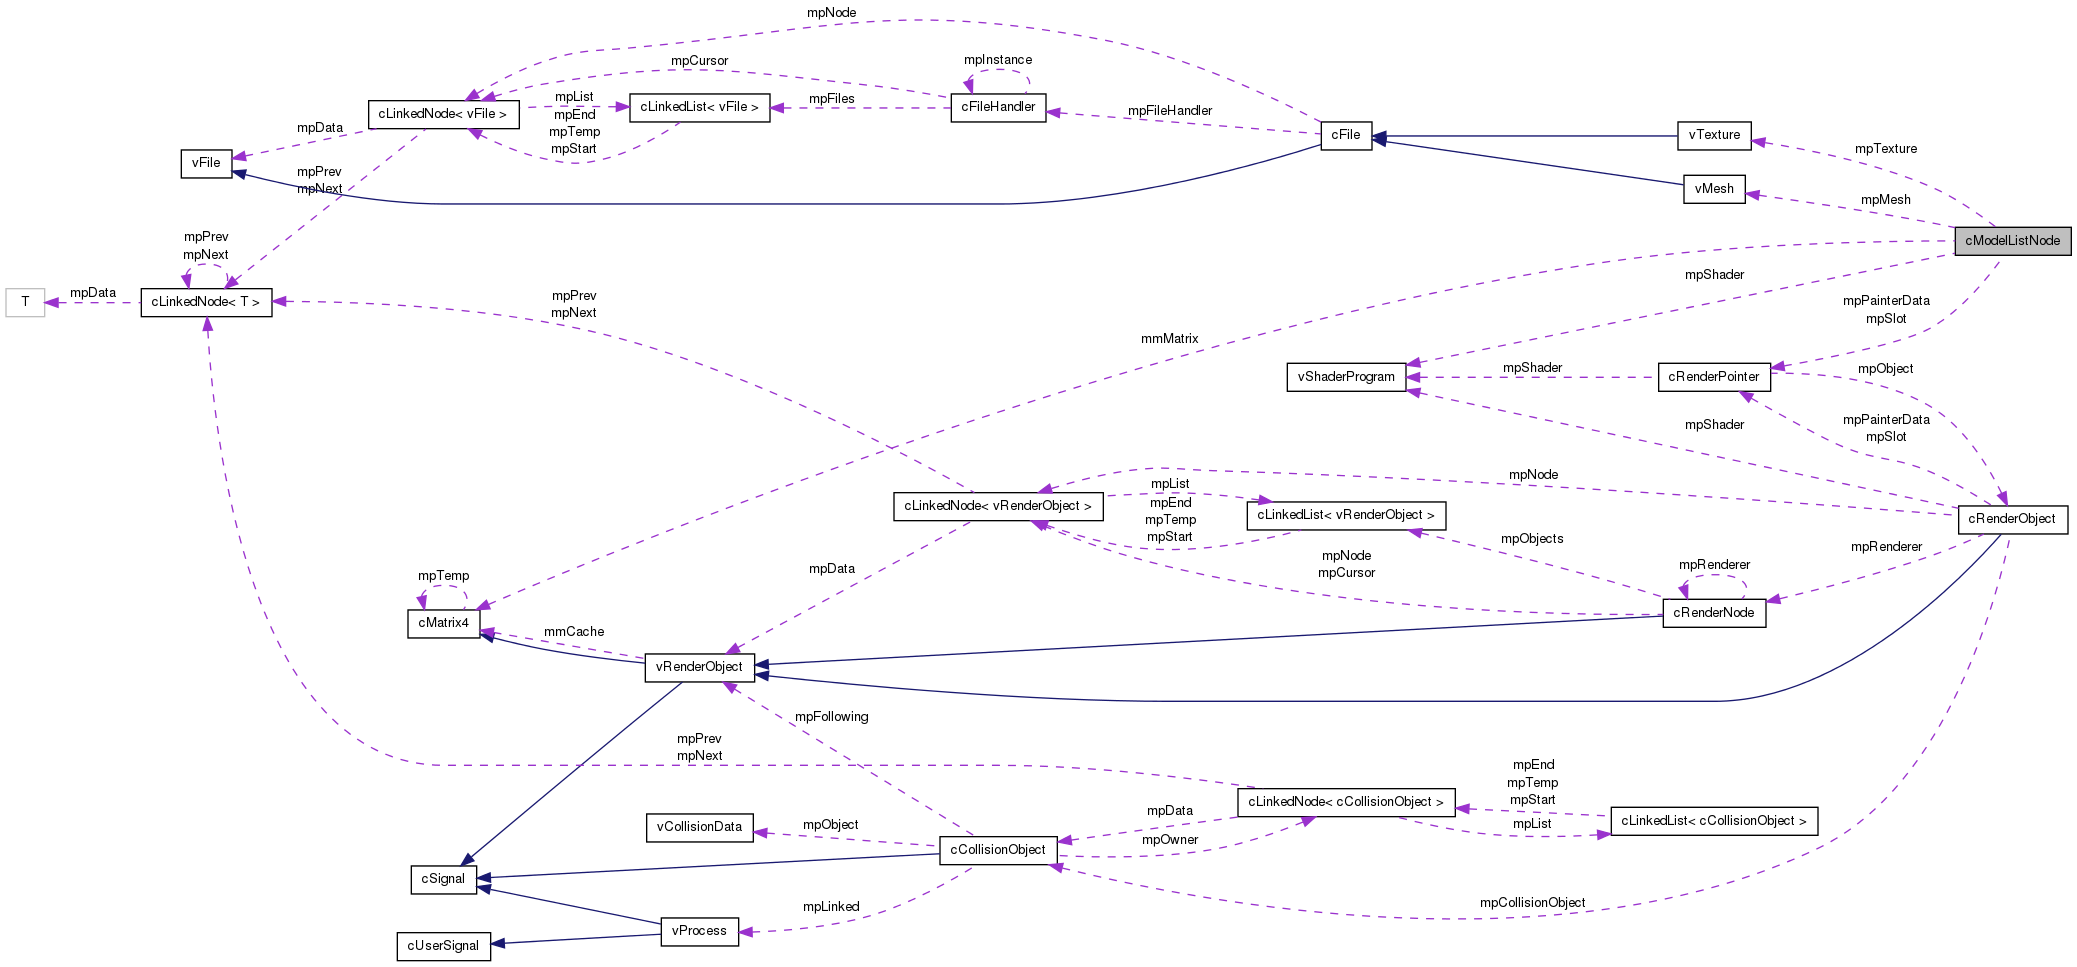 mpNode
mpCursor
mpInstance
mpList
mpEnd
mpTemp
mpStart
mpFiles
mpFileHandler
cLinkedNode< vFile >
cLinkedList< vFile >
cFileHandler
cFile
vTexture
mpTexture
mpData
vFile
mpPrev
mpNext
vMesh
mpMesh
cModelListNode
mpPrev
mpNext
T
mpData
cLinkedNode< T >
mpPrev
mpNext
mmMatrix
mpShader
mpPainterData
mpSlot
vShaderProgram
mpShader
cRenderPointer
mpObject
mpShader
mpPainterData
mpSlot
mpNode
cLinkedNode< vRenderObject >
mpList
mpEnd
mpTemp
mpStart
cLinkedList< vRenderObject >
cRenderObject
mpObjects
mpRenderer
mpNode
mpCursor
mpRenderer
cRenderNode
mpData
mpTemp
cMatrix4
mmCache
vRenderObject
mpFollowing
mpPrev
mpNext
mpEnd
mpTemp
mpStart
cLinkedNode< cCollisionObject >
mpList
cLinkedList< cCollisionObject >
mpData
mpOwner
vCollisionData
mpObject
cCollisionObject
cSignal
mpLinked
mpCollisionObject
vProcess
cUserSignal